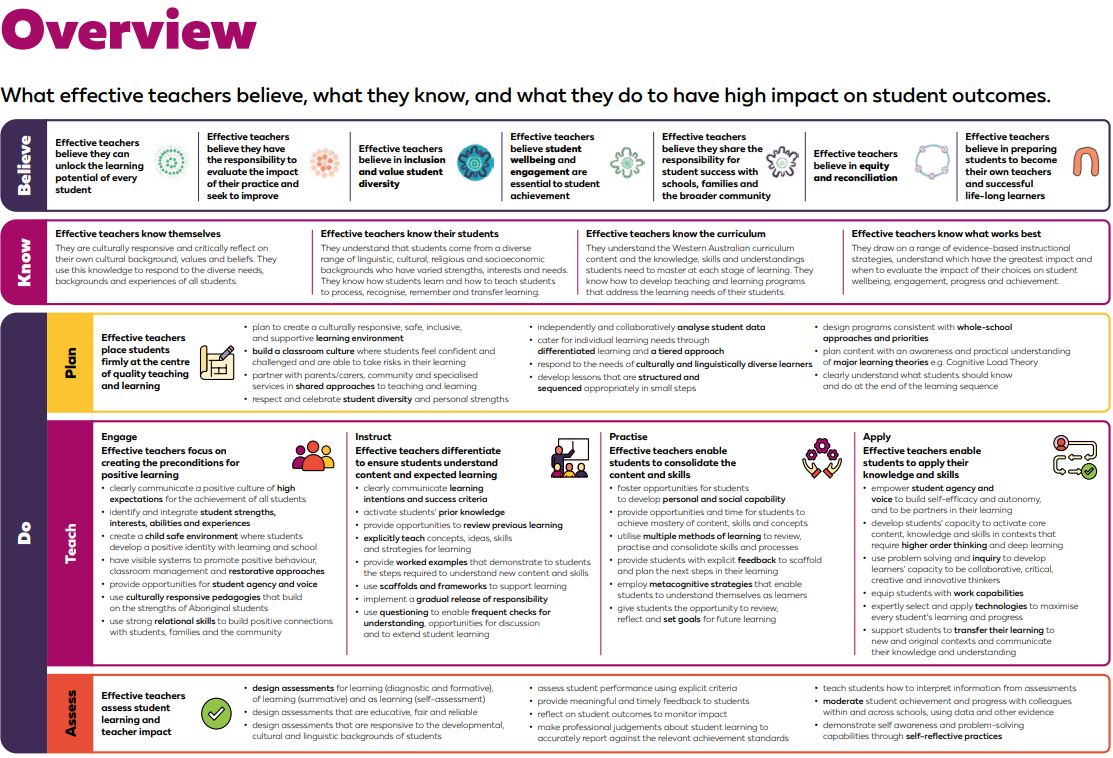 Overview
What effective teachers believe, what they know, and what they do to have high impact on student outcomes.
Believe
Effective teachers
believe they can
unlock the learning
potential of every
student
Effective teachers
believe they have
the responsibility to
evaluate the impact
of their practice and
seek to improve
Effective teachers
believe in inclusion
and value student
diversity
Effective teachers
believe student
wellbeing and
engagement are
essential to student
achievement
Effective teachers
believe they share the
responsibility for
student success with
schools, families and
the broader community
Effective teachers
believe in equity
and reconciliation
Effective teachers
believe in preparing
students to become
their own teachers
and successful
life-long learners
Know
Effective teachers know themselves
They are culturally responsive and critically reflect on
their own cultural background, values and beliefs. They
use this knowledge to respond to the diverse needs,
backgrounds and experiences of all students.
Effective teachers know their students
They understand that students come from a diverse
range of linguistic, cultural, religious and socioeconomic
backgrounds who have varied strengths, interests and needs.
They know how students learn and how to teach students
to process, recognise, remember and transfer learning.
Effective teachers know the curriculum
They understand the Western Australian curriculum
content and the knowledge, skills and understandings
students need to master at each stage of learning. They
know how to develop teaching and learning programs
that address the learning needs of their students.
Effective teachers know what works best
They draw on a range of evidence-based instructional
strategies, understand which have the greatest impact and
when to evaluate the impact of their choices on student
wellbeing, engagement, progress and achievement.
Do
Plan
Effective teachers
place students
firmly at the centre
of quality teaching
and learning
• plan to create a culturally responsive, safe, inclusive,
and supportive learning environment
• build a classroom culture where students feel confident and
challenged and are able to take risks in their learning
• partner with parents/carers, community and specialised
services in shared approaches to teaching and learning
• respect and celebrate student diversity and personal strengths
• independently and collaboratively analyse student data
• cater for individual learning needs through
differentiated learning and a tiered approach
• respond to the needs of culturally and linguistically diverse learners
• develop lessons that are structured and
sequenced appropriately in small steps
• design programs consistent with whole-school
approaches and priorities
• plan content with an awareness and practical understanding
of major learning theories e.g. Cognitive Load Theory
• clearly understand what students should know
and do at the end of the learning sequence
Teach
Engage
Effective teachers focus on
creating the preconditions for
positive learning
• clearly communicate a positive culture of high
expectations for the achievement of all students
• identify and integrate student strengths,
interests, abilities and experiences
• create a child safe environment where students
develop a positive identity with learning and school
• have visible systems to promote positive behaviour,
classroom management and restorative approaches
• provide opportunities for student agency and voice
• use culturally responsive pedagogies that build
on the strengths of Aboriginal students
• use strong relational skills to build positive connections
with students, families and the community
Instruct
Effective teachers differentiate
to ensure students understand
content and expected learning
• clearly communicate learning
intentions and success criteria
• activate students' prior knowledge
• provide opportunities to review previous learning
• explicitly teach concepts, ideas, skills
and strategies for learning
• provide worked examples that demonstrate to students
the steps required to understand new content and skills
• use scaffolds and frameworks to support learning
• implement a gradual release of responsibility
• use questioning to enable frequent checks for
understanding, opportunities for discussion
and to extend student learning
Practise
Effective teachers enable
students to consolidate the
content and skills
• foster opportunities for students
to develop personal and social capability
• provide opportunities and time for students to
achieve mastery of content, skills and concepts
• utilise multiple methods of learning to review,
practise and consolidate skills and processes
• provide students with explicit feedback to scaffold
and plan the next steps in their learning
• employ metacognitive strategies that enable
students to understand themselves as learners
• give students the opportunity to review,
reflect and set goals for future learning
Apply
Effective teachers enable
students to apply their
knowledge and skills
• empower student agency and
voice to build self-efficacy and autonomy,
and to be partners in their learning
• develop students' capacity to activate core
content, knowledge and skills in contexts that
require higher order thinking and deep learning
• use problem solving and inquiry to develop
learners' capacity to be collaborative, critical,
creative and innovative thinkers
• equip students with work capabilities
• expertly select and apply technologies to maximise
every student's learning and progress
• support students to transfer their learning to
new and original contexts and communicate
their knowledge and understanding
Assess
Effective teachers
assess student
learning and
teacher impact
• design assessments for learning (diagnostic and formative),
of learning (summative) and as learning (self-assessment)
• design assessments that are educative, fair and reliable
• design assessments that are responsive to the developmental,
cultural and linguistic backgrounds of students
• assess student performance using explicit criteria
• provide meaningful and timely feedback to students
• reflect on student outcomes to monitor impact
• make professional judgements about student learning to
accurately report against the relevant achievement standards
• teach students how to interpret information from assessments
• moderate student achievement and progress with colleagues
within and across schools, using data and other evidence
• demonstrate self awareness and problem-solving
capabilities through self-reflective practices